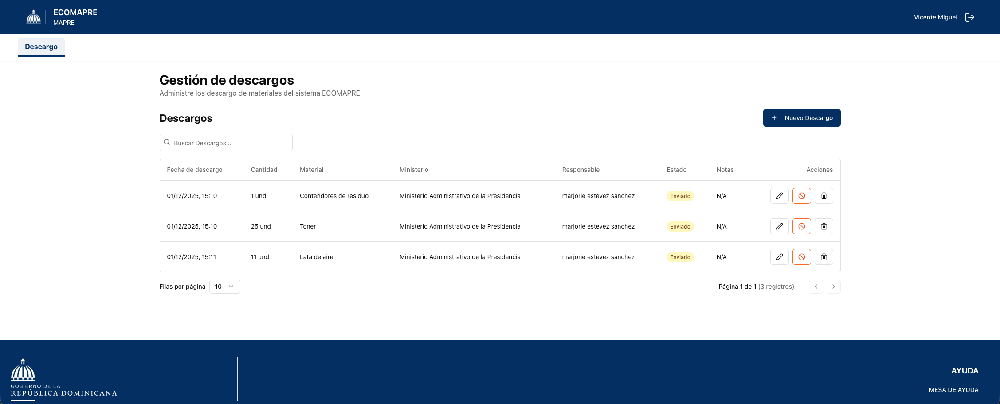 ECOMAPRE
MAPRE
Vicente Miguel
Descargo
Gestión de descargos
Administre los descargo de materiales del sistema ECOMAPRE.
Descargos
Nuevo Descargo
Buscar Descargos...
Fecha de descargo Cantidad Material Ministerio Responsable Estado Notas Acciones
01/12/2025, 15:10 1 und Contendores de residuo Ministerio Administrativo de la Presidencia marjorie estevez sanchez Enviado N/A
01/12/2025, 15:10 25 und Toner Ministerio Administrativo de la Presidencia marjorie estevez sanchez Enviado N/A
01/12/2025, 15:11 11 und Lata de aire Ministerio Administrativo de la Presidencia marjorie estevez sanchez Enviado N/A
Filas por página 10 Página 1 de 1 (3 registros)
GOBIERNO DE LA
REPÚBLICA DOMINICANA
AYUDA
MESA DE AYUDA